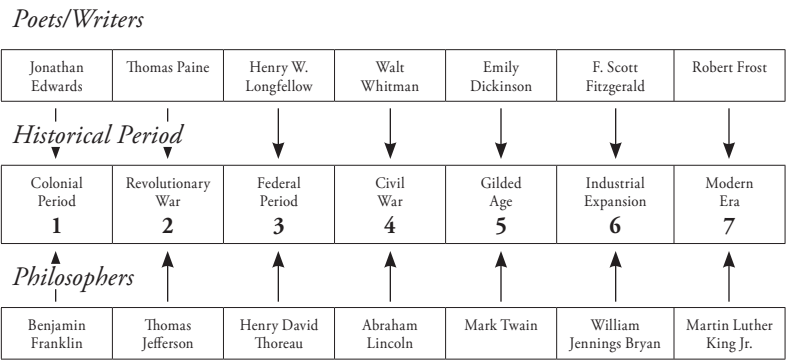 Poets/Writers
Jonathan
Edwards
Thomas Paine
Henry W.
Longfellow
Walt
Whitman
Emily
Dickinson
F. Scott
Fitzgerald
Robert Frost
Historical Period
Colonial
Period
1
Revolutionary
War
2
Federal
Period
3
Civil
War
4
Gilded
Age
5
Industrial
Expansion
6
Modern
Era
7
Philosophers
Benjamin
Franklin
Thomas
Jefferson
Henry David
Thoreau
Abraham
Lincoln
Mark Twain
William
Jennings Bryan
Martin Luther
King Jr.